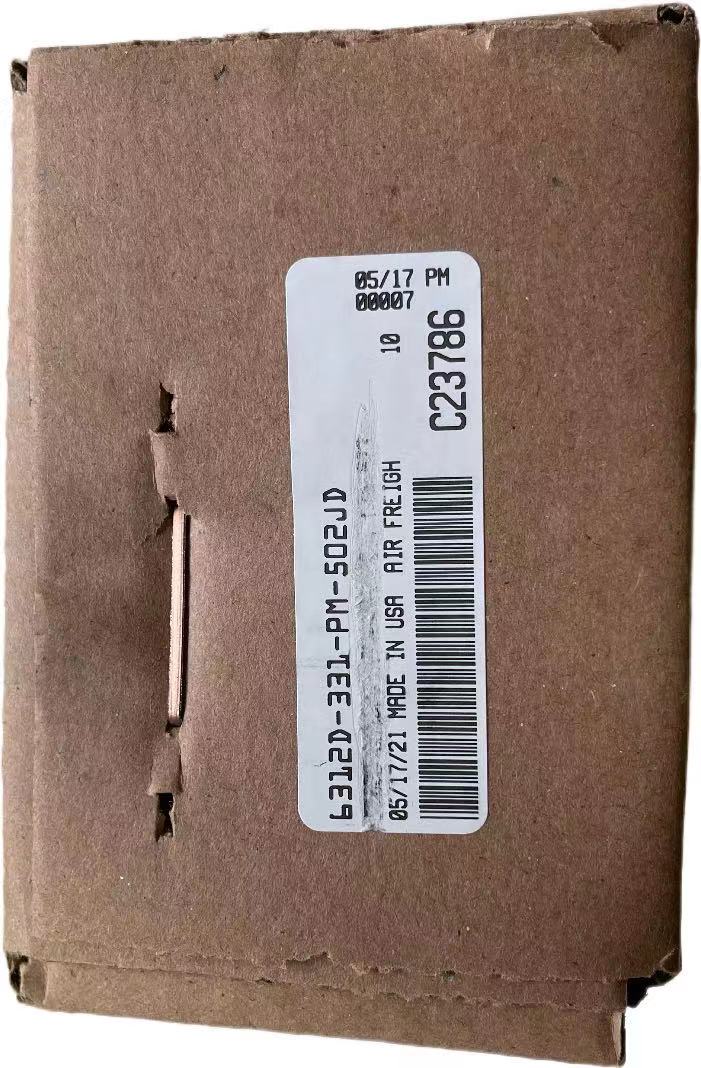 05/17 PM
00007
10
C23786
6312D-331-PM-502JD
05/17/21 MADE IN USA AIR FREIGH